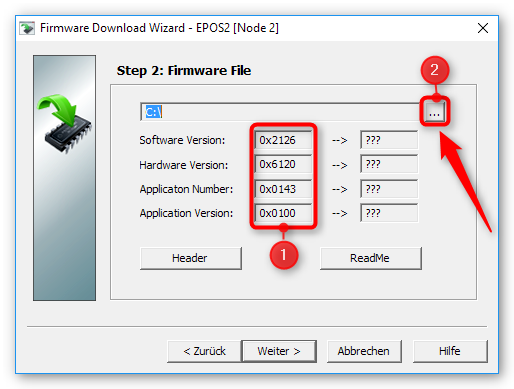 Firmware Download Wizard - EPOS2 [Node 2]
Step 2: Firmware File
2
C:\
...
Software Version: 0x2126 --> ???
Hardware Version: 0x6120 --> ???
Applicaton Number: 0x0143 --> ???
Application Version: 0x0100 --> ???
1
Header ReadMe
< Zurück Weiter > Abbrechen Hilfe